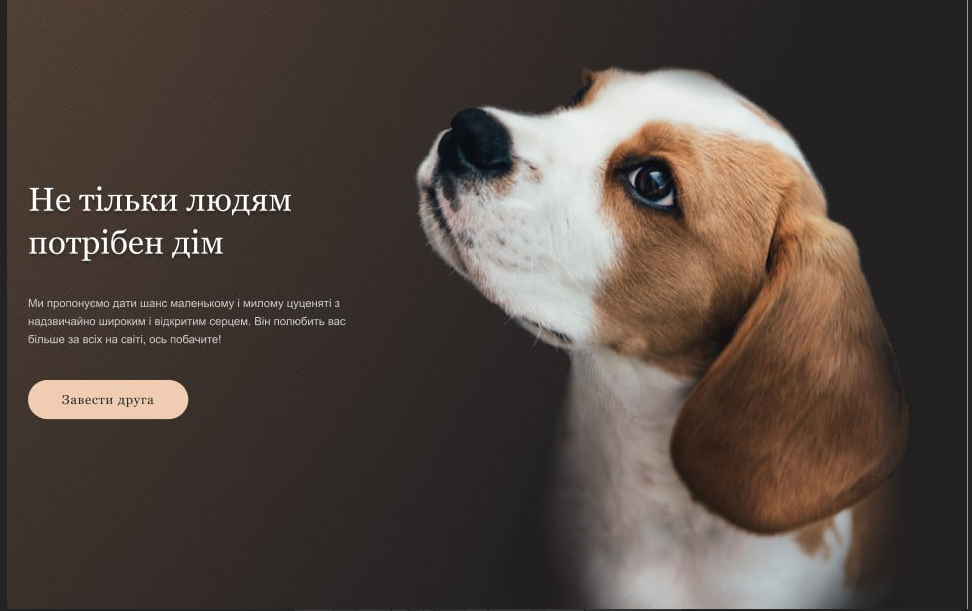 Не тільки людям
потрібен дім
Ми пропонуємо дати шанс маленькому і милому цуценяті з
надзвичайно широким і відкритим серцем. Він полюбить вас
більше за всіх на світі, ось побачите!
Завести друга